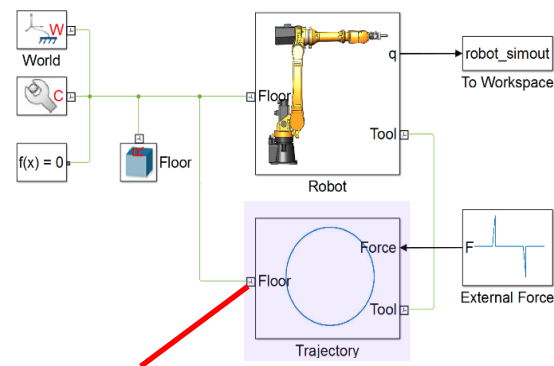 W
World
C
f(x) = 0
Floor
Floor
q
Tool
Robot
robot_simout
To Workspace
Force
Floor
Tool
Trajectory
F
External Force